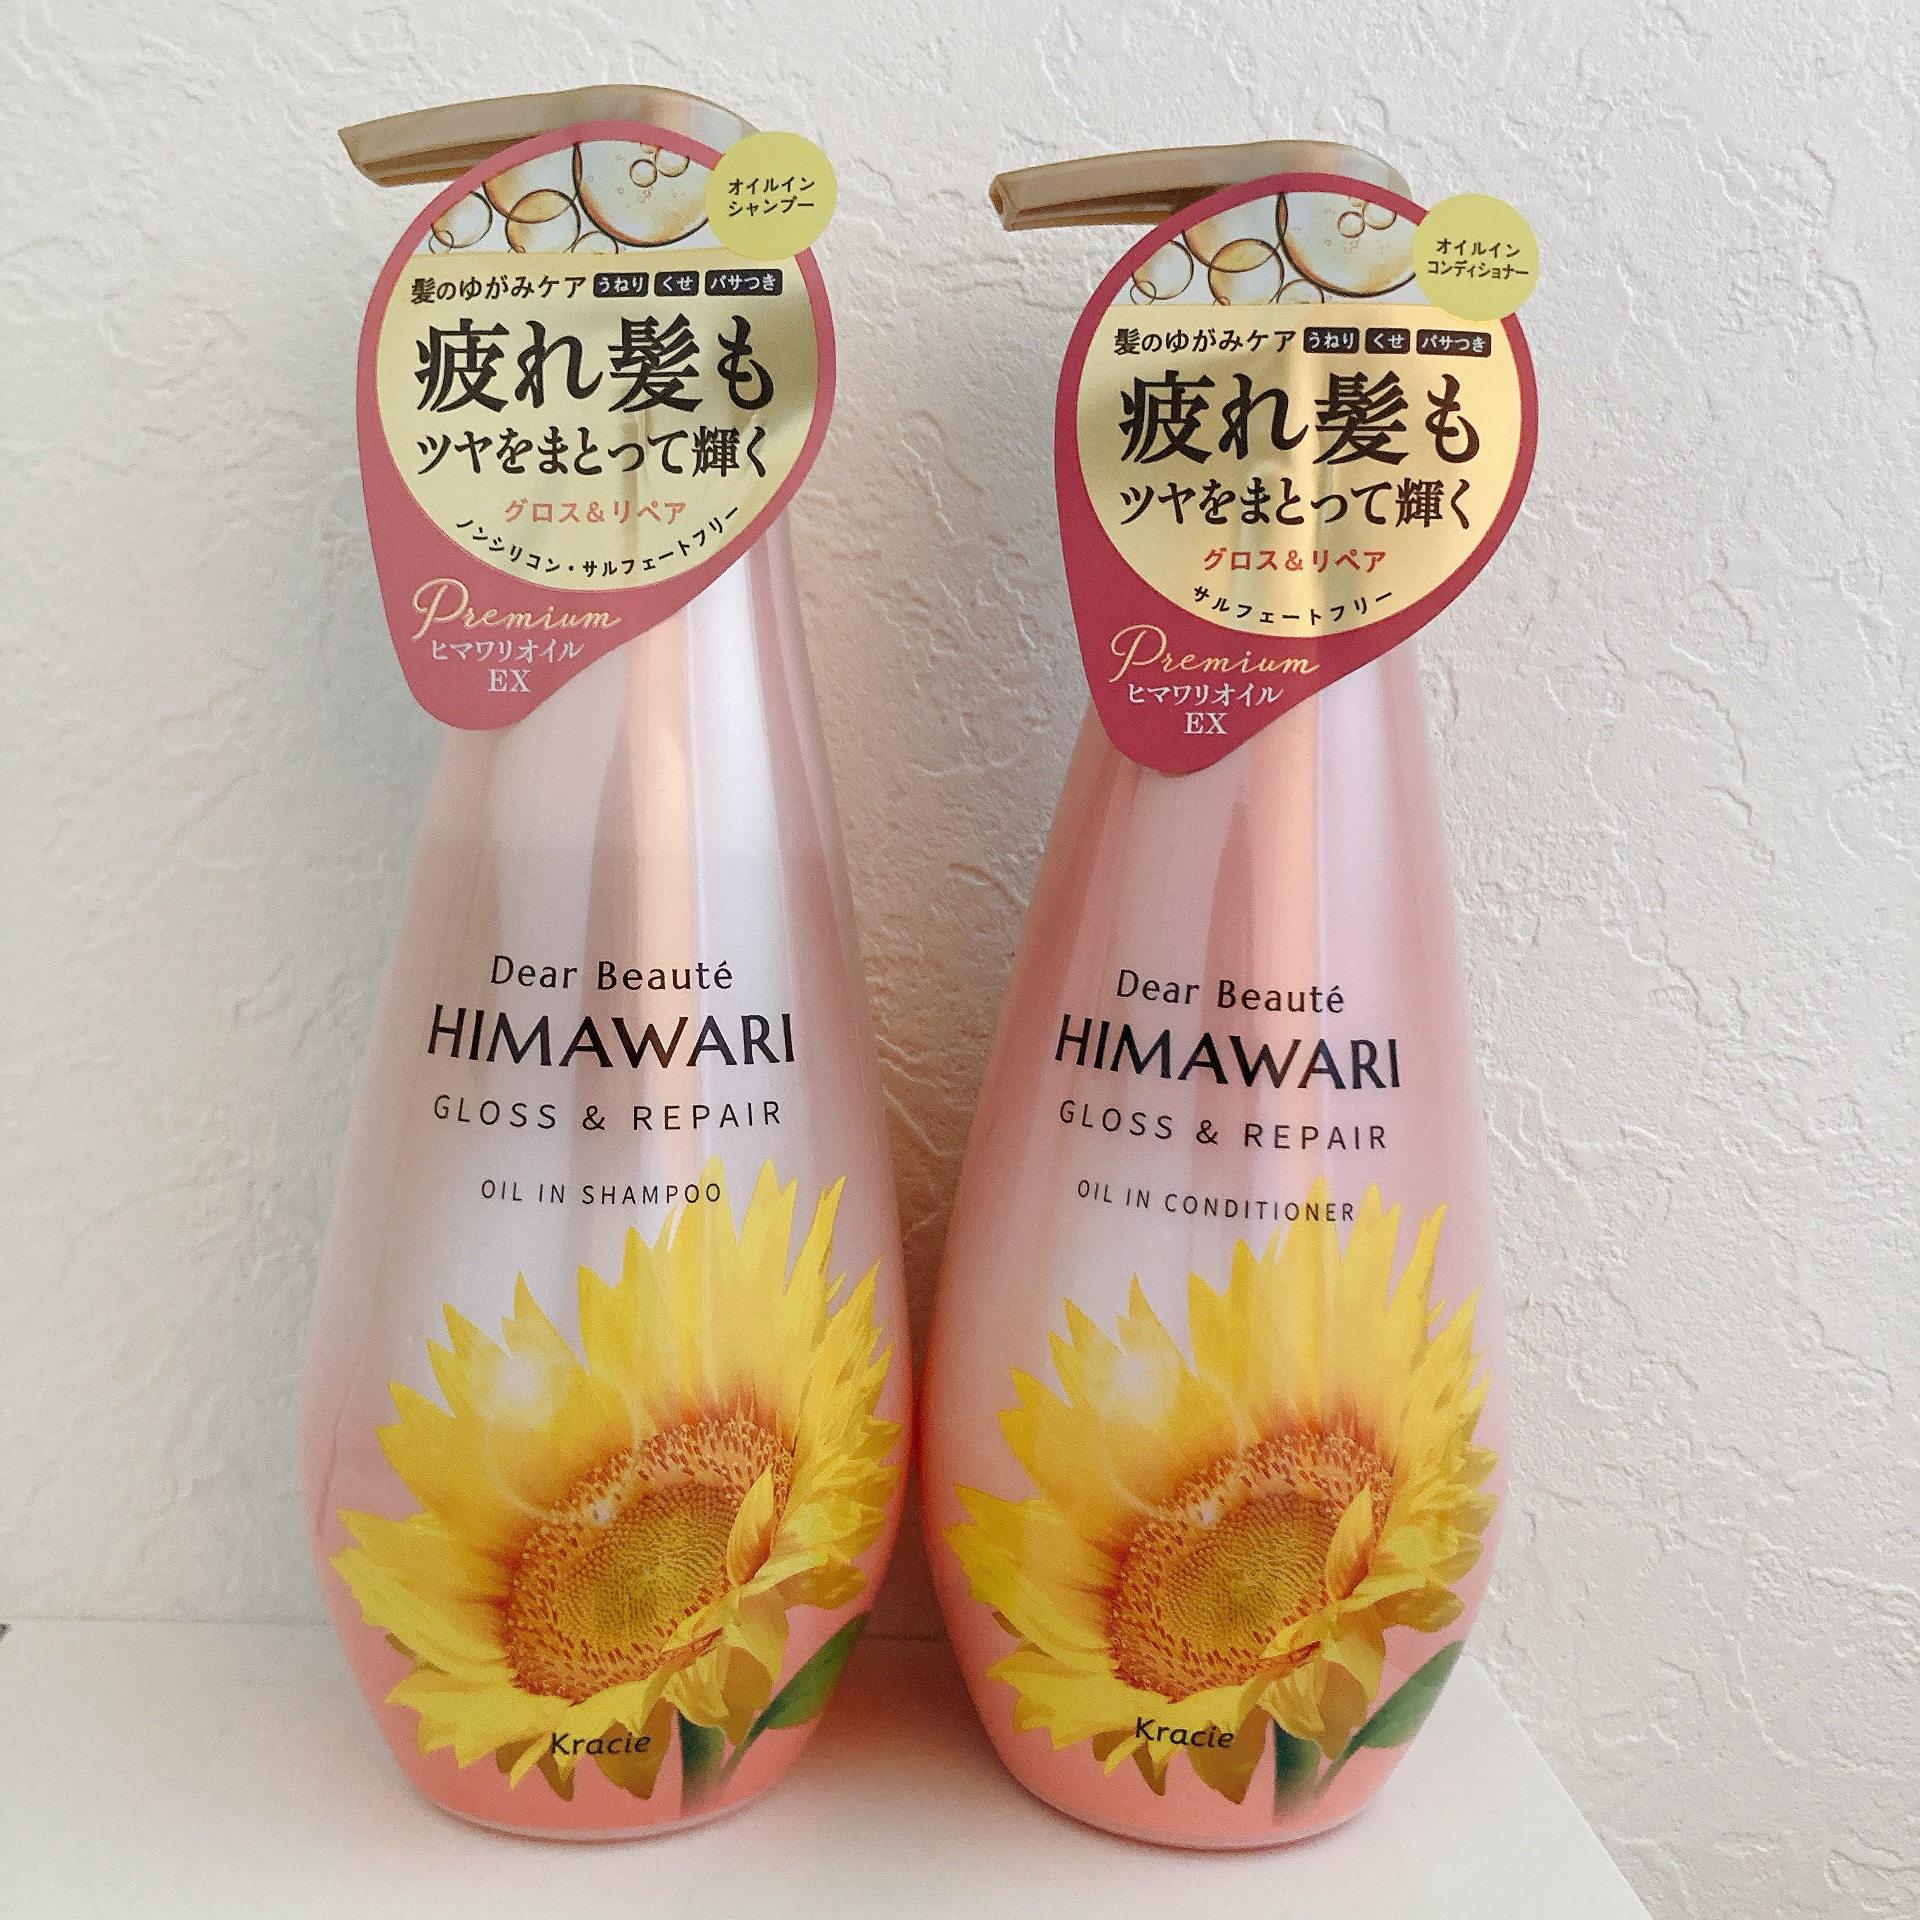 オイルイン
シャンプー
髪のゆがみケア うねり くせ パサつき
疲れ髪も
ツヤをまとって輝く
グロス&リペア
ノンシリコン・サルフェートフリー
Premium
ヒマワリオイル
EX
Dear Beauté
HIMAWARI
GLOSS & REPAIR
OIL IN SHAMPOO
Kracie
オイルイン
コンディショナー
髪のゆがみケア うねり くせ パサつき
疲れ髪も
ツヤをまとって輝く
グロス&リペア
サルフェートフリー
Premium
ヒマワリオイル
EX
Dear Beauté
HIMAWARI
GLOSS & REPAIR
OIL IN CONDITIONER
Kracie